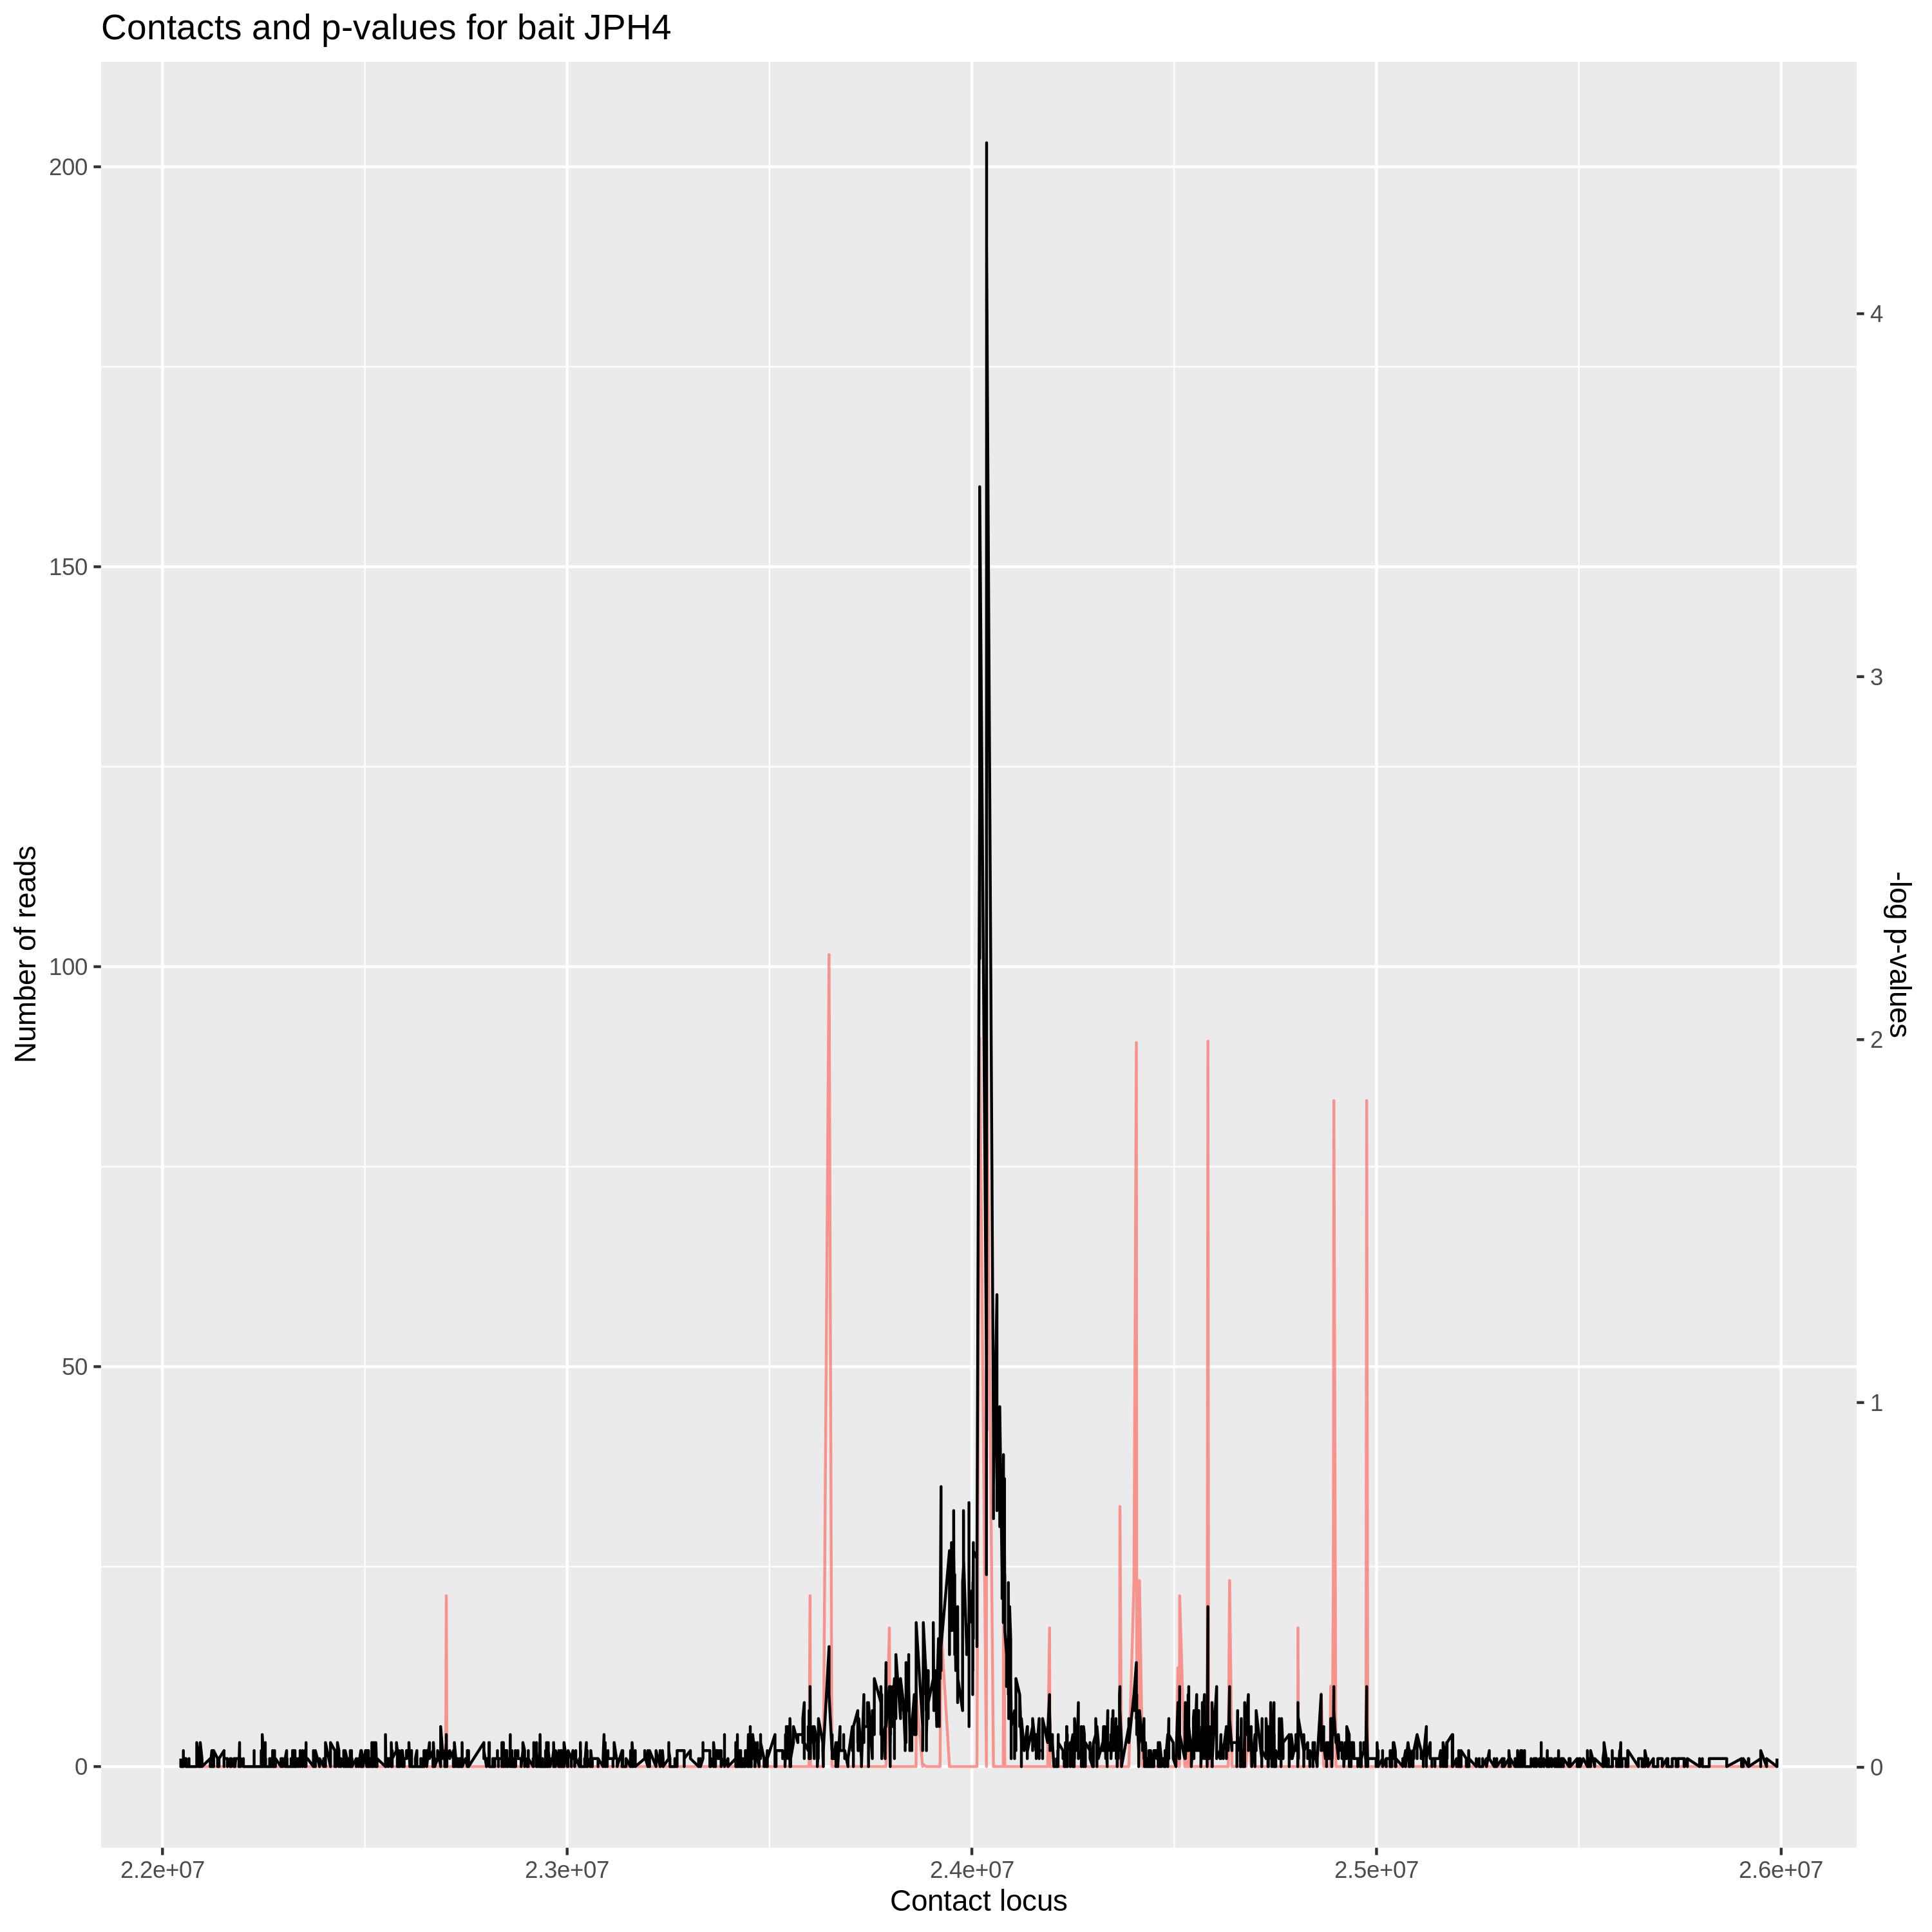 Contacts and p-values for bait JPH4
200
150
100
50
0
Number of reads
4
3
2
1
0
-log p-values
2.2e+07
2.3e+07
2.4e+07
2.5e+07
2.6e+07
Contact locus